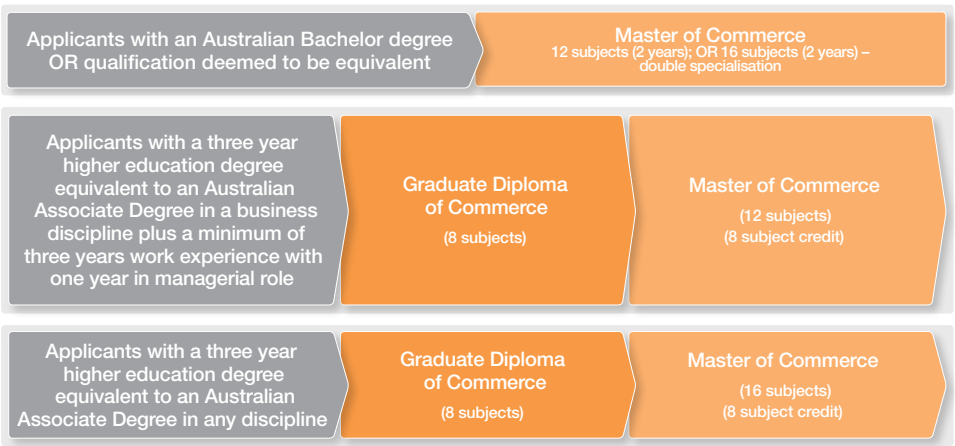 Applicants with an Australian Bachelor degree
OR qualification deemed to be equivalent
Master of Commerce
12 subjects (2 years); OR 16 subjects (2 years) –
double specialisation
Applicants with a three year
higher education degree
equivalent to an Australian
Associate Degree in a business
discipline plus a minimum of
three years work experience with
one year in managerial role
Graduate Diploma
of Commerce
(8 subjects)
Master of Commerce
(12 subjects)
(8 subject credit)
Applicants with a three year
higher education degree
equivalent to an Australian
Associate Degree in any discipline
Graduate Diploma
of Commerce
(8 subjects)
Master of Commerce
(16 subjects)
(8 subject credit)